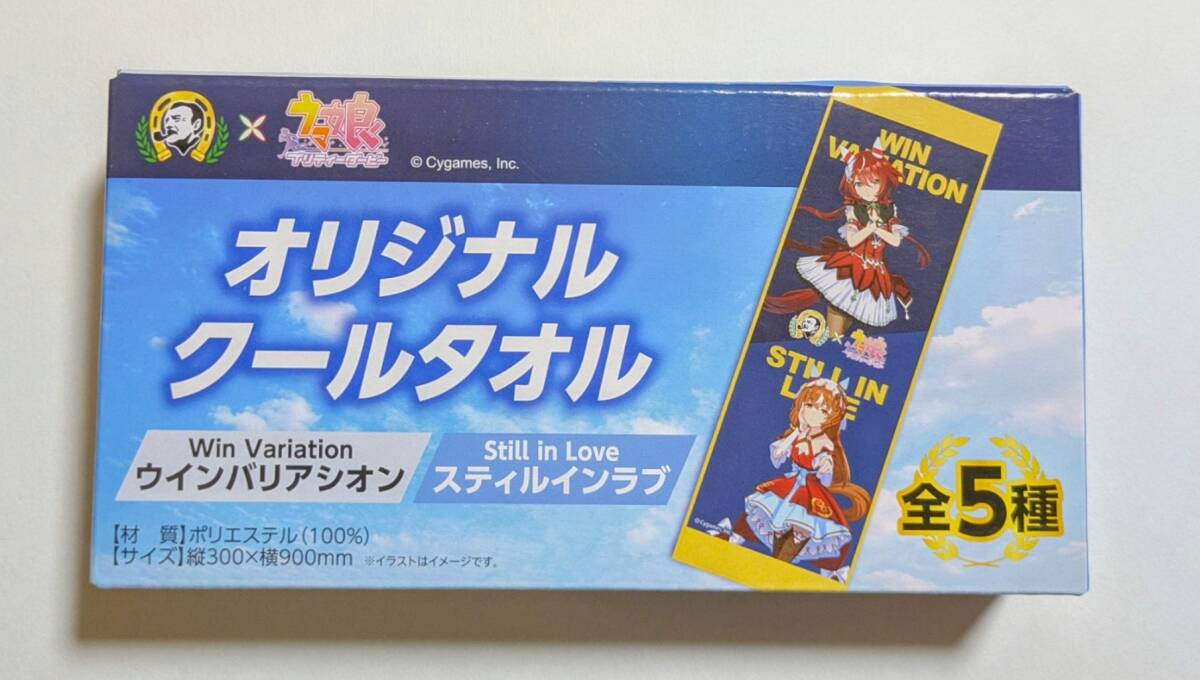 ウマ娘
プリティーダービー
© Cygames, Inc.
オリジナル
クールタオル
Win Variation
ウインバリアシオン
Still in Love
スティルインラブ
【材　質】ポリエステル(100%)
【サイズ】縦300×横900mm ※イラストはイメージです。
WIN
VARIATION
ウマ娘
STILL IN
LOVE
全5種